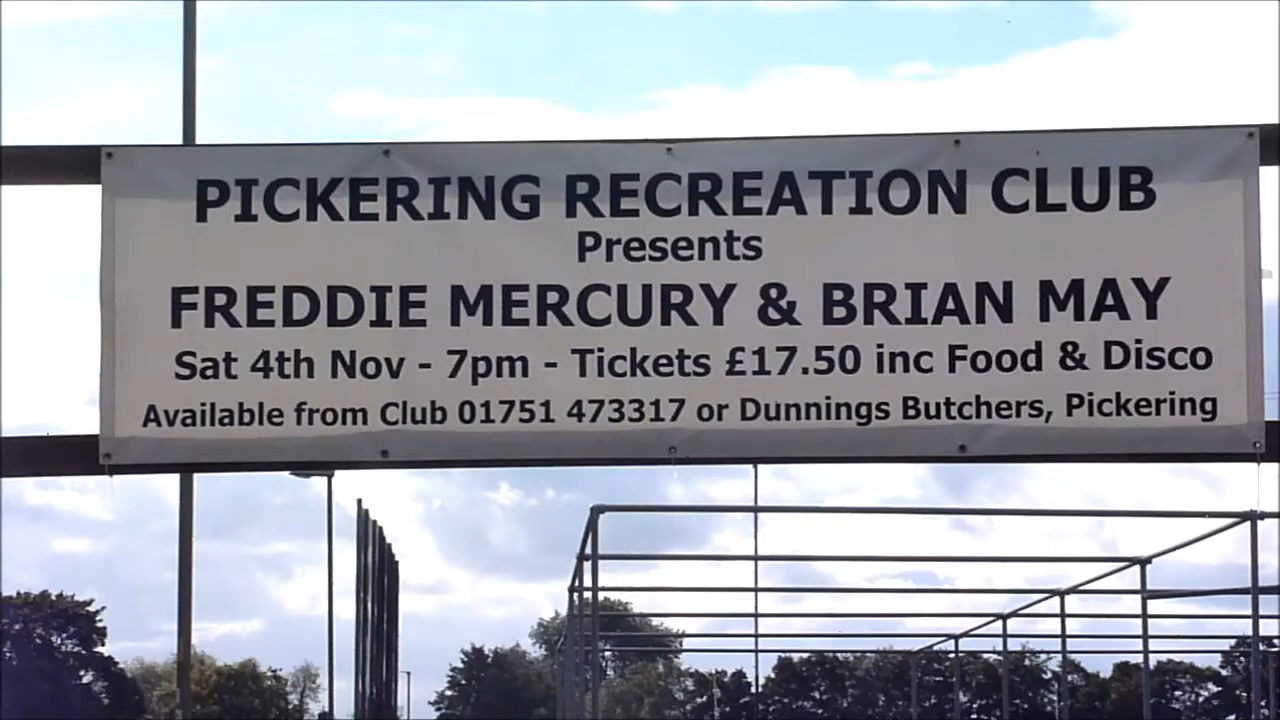 PICKERING RECREATION CLUB
Presents
FREDDIE MERCURY & BRIAN MAY
Sat 4th Nov - 7pm - Tickets £17.50 inc Food & Disco
Available from Club 01751 473317 or Dunnings Butchers, Pickering